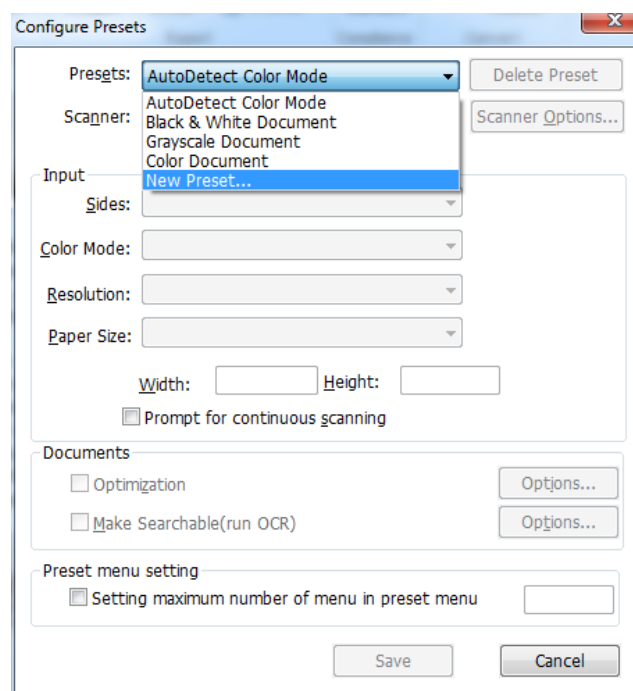 Configure Presets
Presets: AutoDetect Color Mode Delete Preset
AutoDetect Color Mode
Scanner: Black & White Document Scanner Options...
Grayscale Document
Color Document
Input New Preset...
Sides:
Color Mode:
Resolution:
Paper Size:
Width: Height:
Prompt for continuous scanning
Documents
Optimization Options...
Make Searchable(run OCR) Options...
Preset menu setting
Setting maximum number of menu in preset menu
Save Cancel